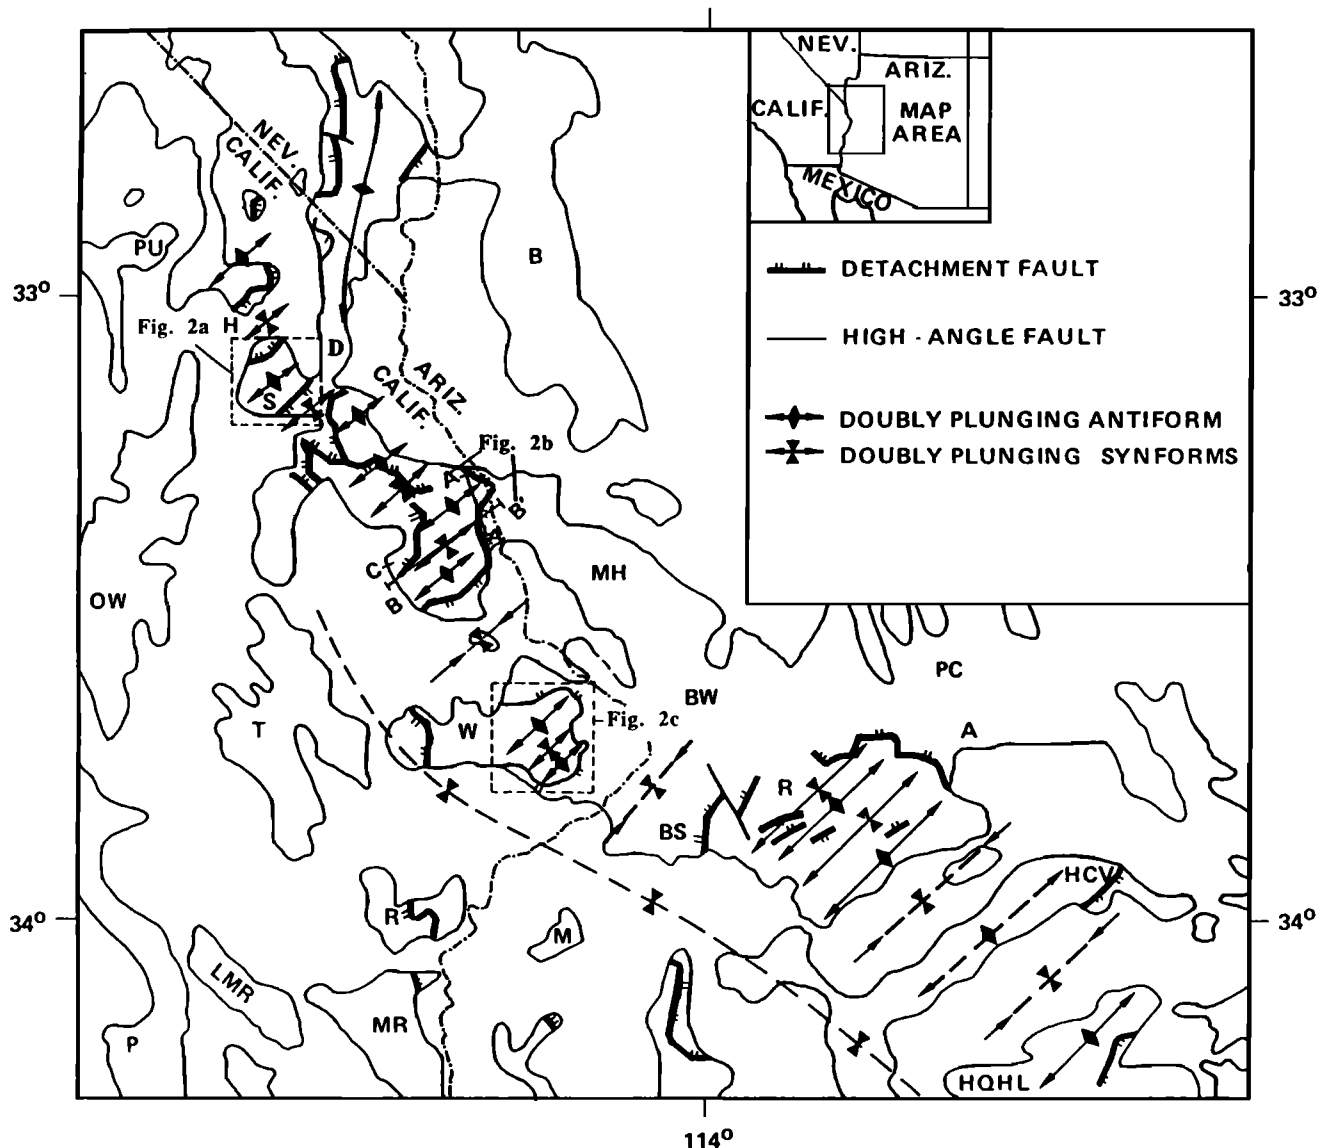 NEV.
ARIZ.
CALIF.
MAP
AREA
MEXICO
NEV.
CALIF.
PU
B
33°
33°
DETACHMENT FAULT
Fig. 2a
H
HIGH - ANGLE FAULT
D
ARIZ.
CALIF.
S
DOUBLY PLUNGING ANTIFORM
DOUBLY PLUNGING SYNFORMS
Fig. 2b
A
B'
C
B
MH
OW
PC
BW
T
W
Fig. 2c
A
R
BS
HCV
34°
R
M
34°
LMR
MR
P
HQHL
114°